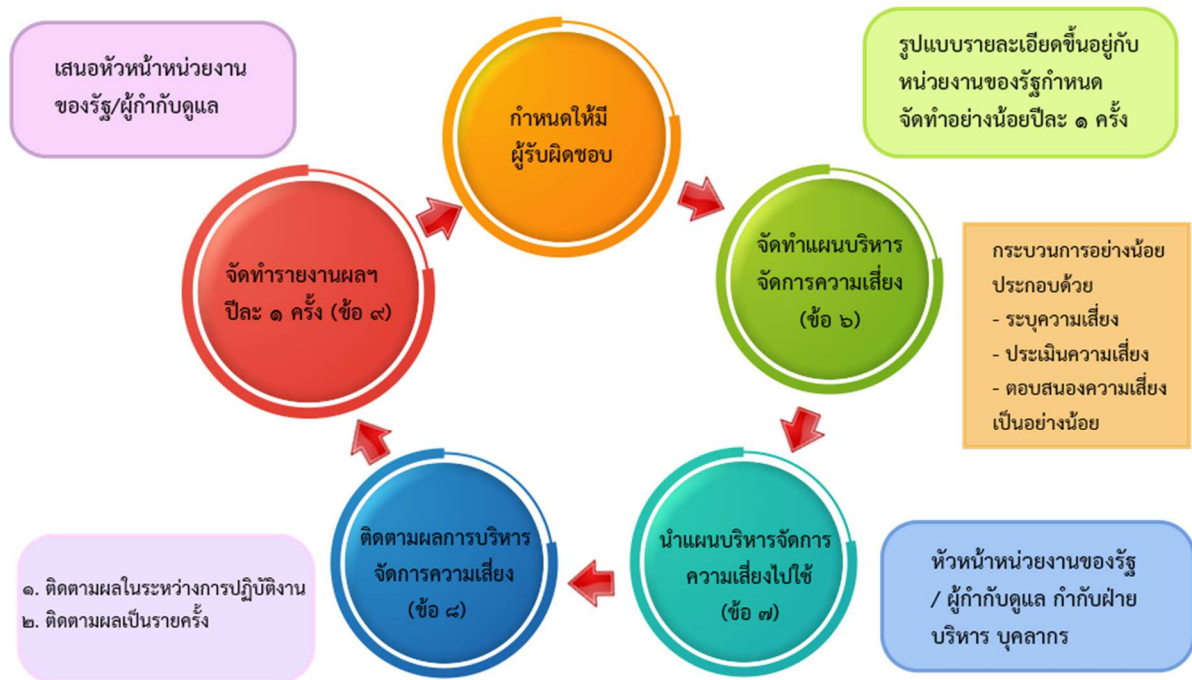 เสนอหัวหน้าหน่วยงาน
ของรัฐ/ผู้กำกับดูแล
กำหนดให้มี
ผู้รับผิดชอบ
รูปแบบรายละเอียดขึ้นอยู่กับ
หน่วยงานของรัฐกำหนด
จัดทำอย่างน้อยปีละ ๑ ครั้ง
จัดทำรายงานผลฯ
ปีละ ๑ ครั้ง (ข้อ ๙)
จัดทำแผนบริหาร
จัดการความเสี่ยง
(ข้อ ๖)
กระบวนการอย่างน้อย
ประกอบด้วย
- ระบุความเสี่ยง
- ประเมินความเสี่ยง
- ตอบสนองความเสี่ยง
เป็นอย่างน้อย
๑. ติดตามผลในระหว่างการปฏิบัติงาน
๒. ติดตามผลเป็นรายครั้ง
ติดตามผลการบริหาร
จัดการความเสี่ยง
(ข้อ ๘)
นำแผนบริหารจัดการ
ความเสี่ยงไปใช้
(ข้อ ๗)
หัวหน้าหน่วยงานของรัฐ
/ ผู้กำกับดูแล กำกับฝ่าย
บริหาร บุคลากร